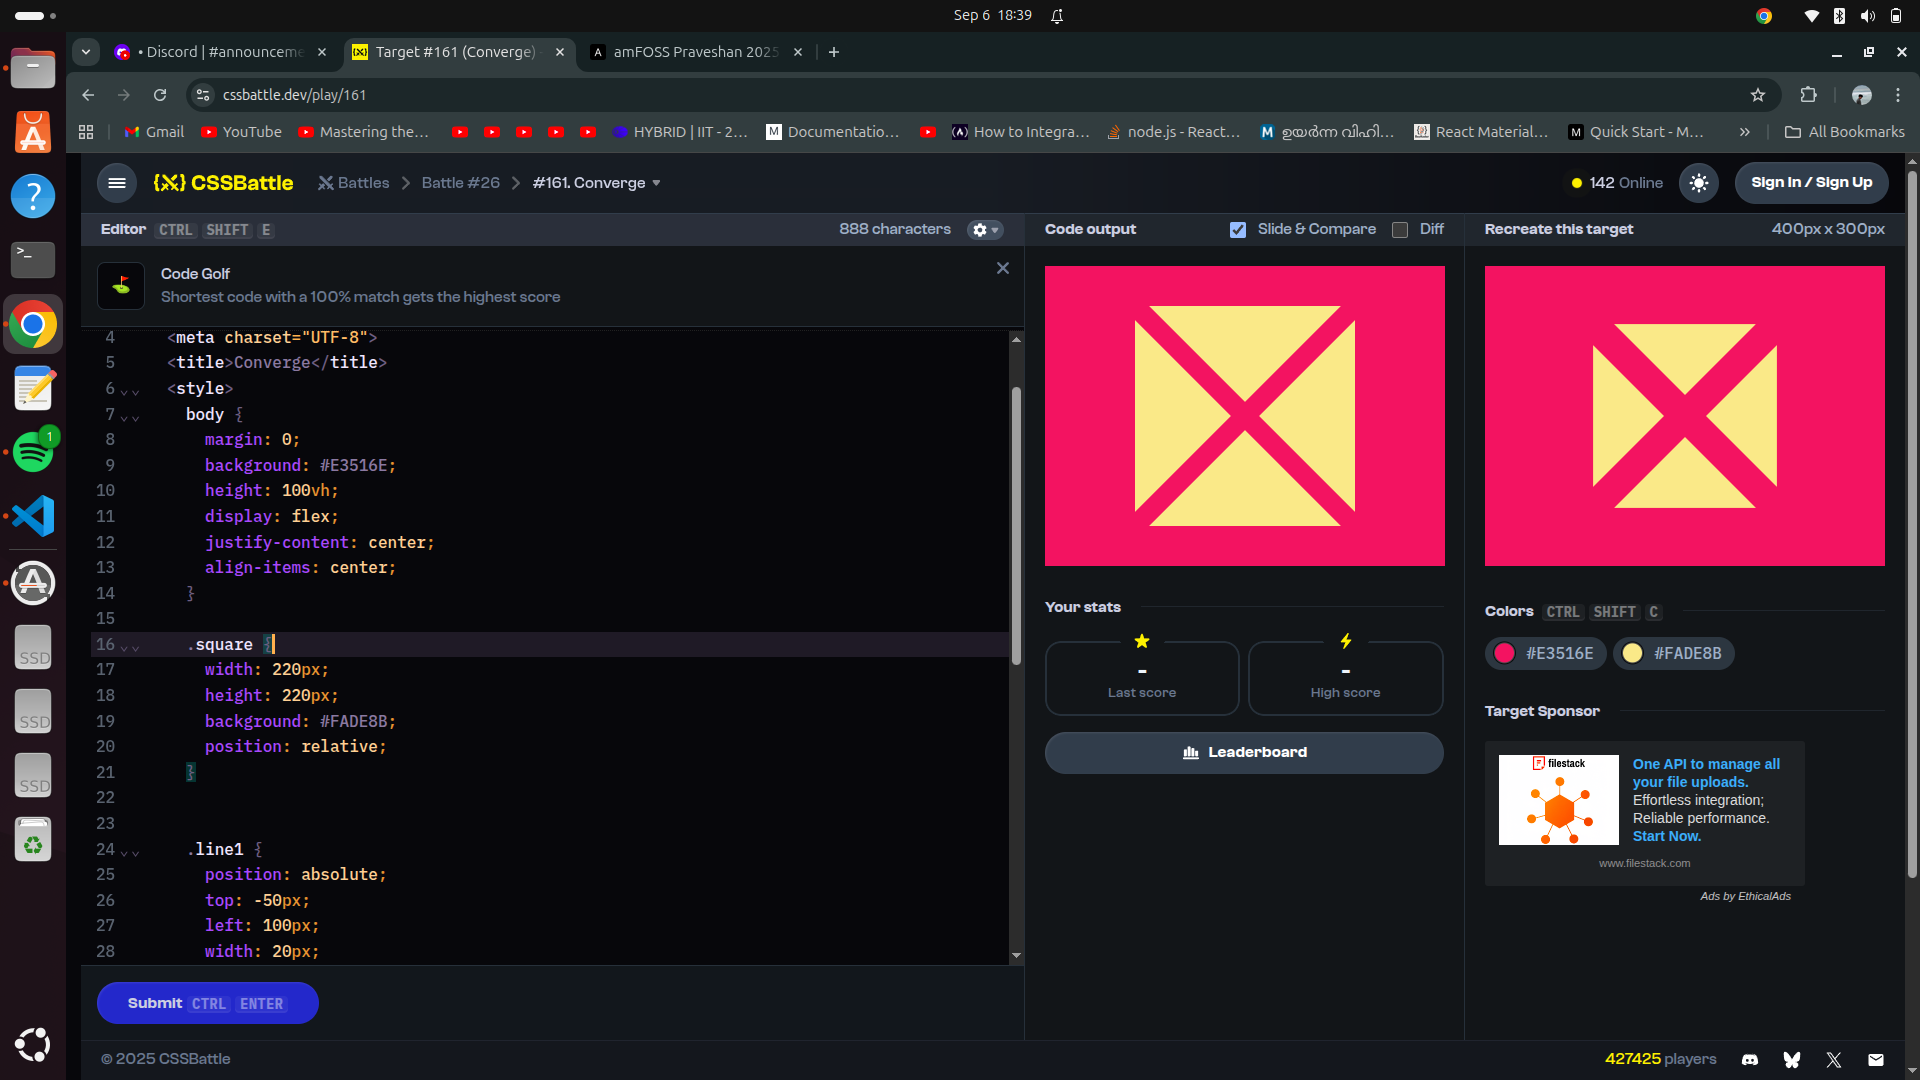 Sep 6 18:39
• Discord | #announceme
Target #161 (Converge)
amFOSS Praveshan 2025
cssbattle.dev/play/161
Gmail
YouTube
Mastering the...
HYBRID | IIT - 2...
Documentatio...
How to Integra...
node.js - React...
ഉയർന്ന വിഹി...
React Material...
Quick Start - M...
All Bookmarks
CSSBattle
Battles
Battle #26
#161. Converge
142 Online
Sign In / Sign Up
Editor CTRL SHIFT E
888 characters
Code output
Slide & Compare
Diff
Recreate this target
400px x 300px
Code Golf
Shortest code with a 100% match gets the highest score
4 <meta charset="UTF-8">
5 <title>Converge</title>
6 <style>
7 body {
8 margin: 0;
9 background: #E3516E;
10 height: 100vh;
11 display: flex;
12 justify-content: center;
13 align-items: center;
14 }
15
16 .square {
17 width: 220px;
18 height: 220px;
19 background: #FADE8B;
20 position: relative;
21 }
22
23
24 .line1 {
25 position: absolute;
26 top: -50px;
27 left: 100px;
28 width: 20px;
Submit CTRL ENTER
Your stats
-
Last score
-
High score
Leaderboard
Colors CTRL SHIFT C
#E3516E
#FADE8B
Target Sponsor
filestack
One API to manage all
your file uploads.
Effortless integration;
Reliable performance.
Start Now.
www.filestack.com
Ads by EthicalAds
© 2025 CSSBattle
427425 players
1
SSD
SSD
SSD